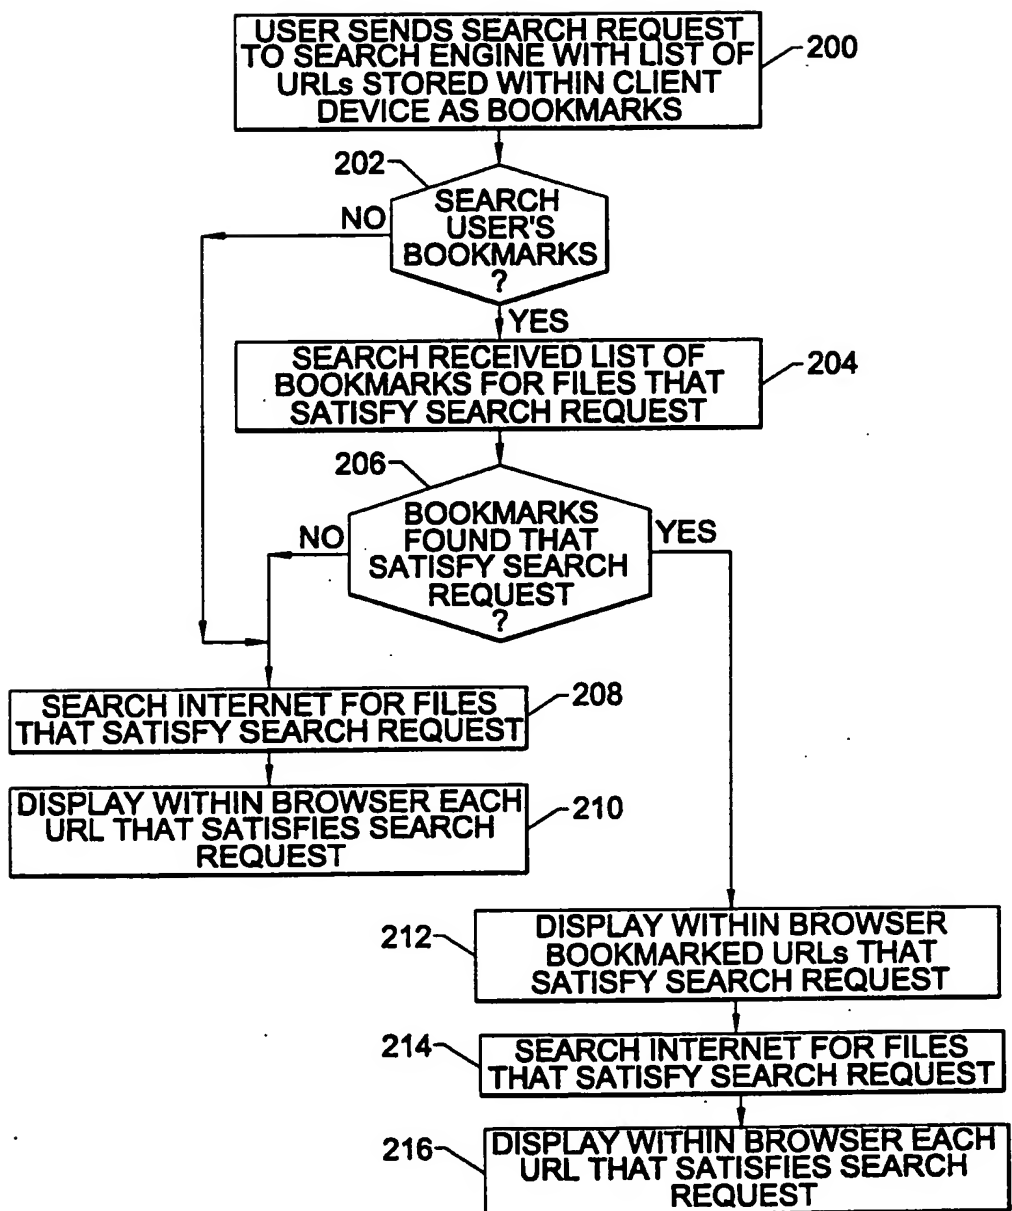 USER SENDS SEARCH REQUEST
TO SEARCH ENGINE WITH LIST OF
URLs STORED WITHIN CLIENT
DEVICE AS BOOKMARKS
200
202
SEARCH
USER'S
BOOKMARKS
?
NO
YES
SEARCH RECEIVED LIST OF
BOOKMARKS FOR FILES THAT
SATISFY SEARCH REQUEST
204
206
BOOKMARKS
FOUND THAT
SATISFY SEARCH
REQUEST
?
NO
YES
SEARCH INTERNET FOR FILES
THAT SATISFY SEARCH REQUEST
208
DISPLAY WITHIN BROWSER EACH
URL THAT SATISFIES SEARCH
REQUEST
210
212
DISPLAY WITHIN BROWSER
BOOKMARKED URLs THAT
SATISFY SEARCH REQUEST
214
SEARCH INTERNET FOR FILES
THAT SATISFY SEARCH REQUEST
216
DISPLAY WITHIN BROWSER EACH
URL THAT SATISFIES SEARCH
REQUEST